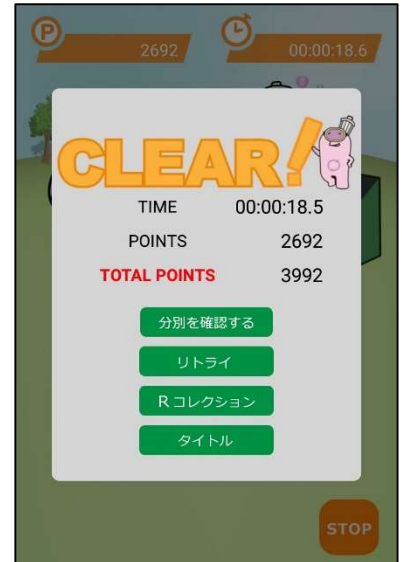 P 2692 00:00:18.6
CLEAR!
TIME 00:00:18.5
POINTS 2692
TOTAL POINTS 3992
分別を確認する
リトライ
Rコレクション
タイトル
STOP